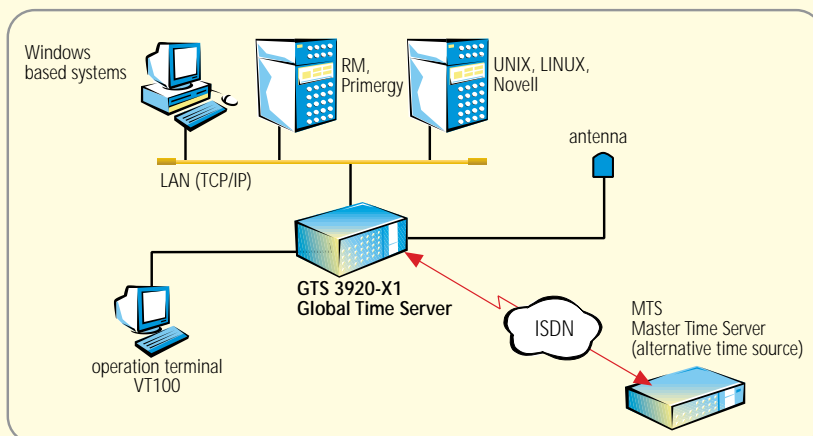 Windows
based systems
RM,
Primergy
UNIX, LINUX,
Novell
antenna
LAN (TCP/IP)
GTS 3920-X1
Global Time Server
ISDN
MTS
Master Time Server
(alternative time source)
operation terminal
VT100